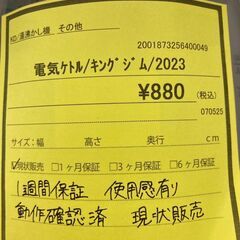 KD/湯沸かし機 その他
2001873256400049
電気ケトル/キングジム/2023
¥880 (税込)
070525
サイズ:幅 高さ 奥行 cm
☑現状販売 □1ヶ月保証 □3ヶ月保証 □6ヶ月保証
1週間保証 使用感有り
動作確認済 現状販売